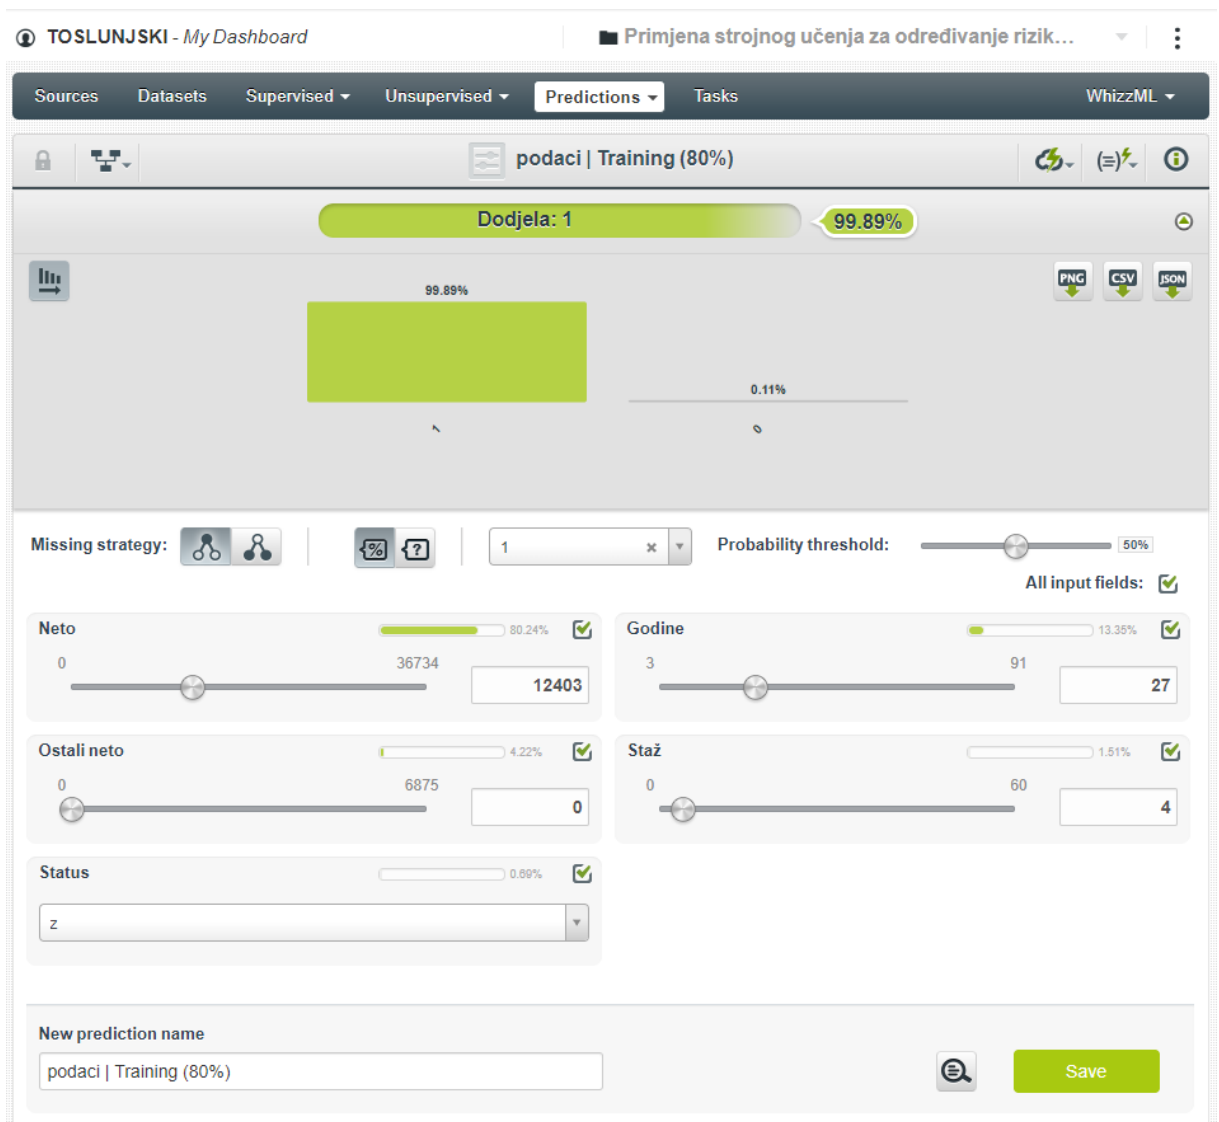 TOSLUNJSKI - My Dashboard
Primjena strojnog učenja za određivanje rizik...
Sources Datasets Supervised Unsupervised Predictions Tasks WhizzML
podaci | Training (80%)
Dodjela: 1 99.89%
PNG CSV JSON
99.89%
0.11%
1 0
Missing strategy: % ? 1 Probability threshold: 50%
All input fields:
Neto 80.24% Godine 13.35%
0 36734 12403 3 91 27
Ostali neto 4.22% Staž 1.51%
0 6875 0 0 60 4
Status 0.69%
z
New prediction name
podaci | Training (80%)
Save